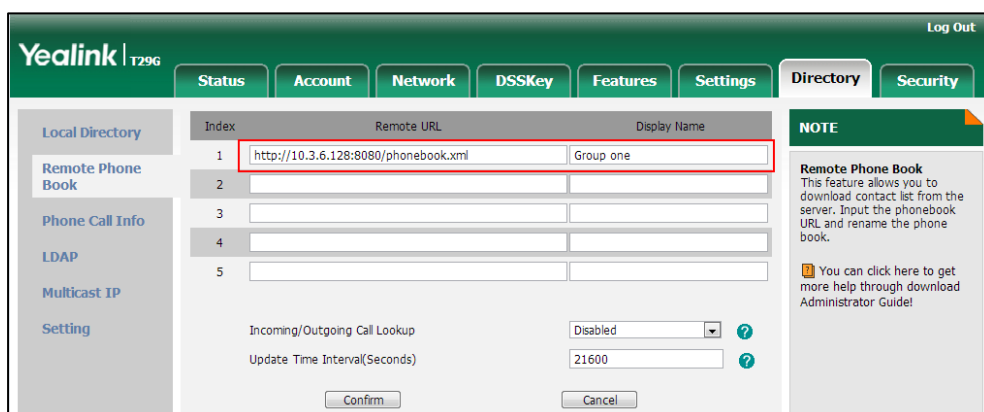 Log Out
Yealink | T29G
Status Account Network DSSKey Features Settings Directory Security
Local Directory
Remote Phone
Book
Phone Call Info
LDAP
Multicast IP
Setting
Index Remote URL Display Name
1 http://10.3.6.128:8080/phonebook.xml Group one
2
3
4
5
Incoming/Outgoing Call Lookup Disabled ?
Update Time Interval(Seconds) 21600 ?
Confirm Cancel
NOTE
Remote Phone Book
This feature allows you to
download contact list from the
server. Input the phonebook
URL and rename the phone
book.
? You can click here to get
more help through download
Administrator Guide!